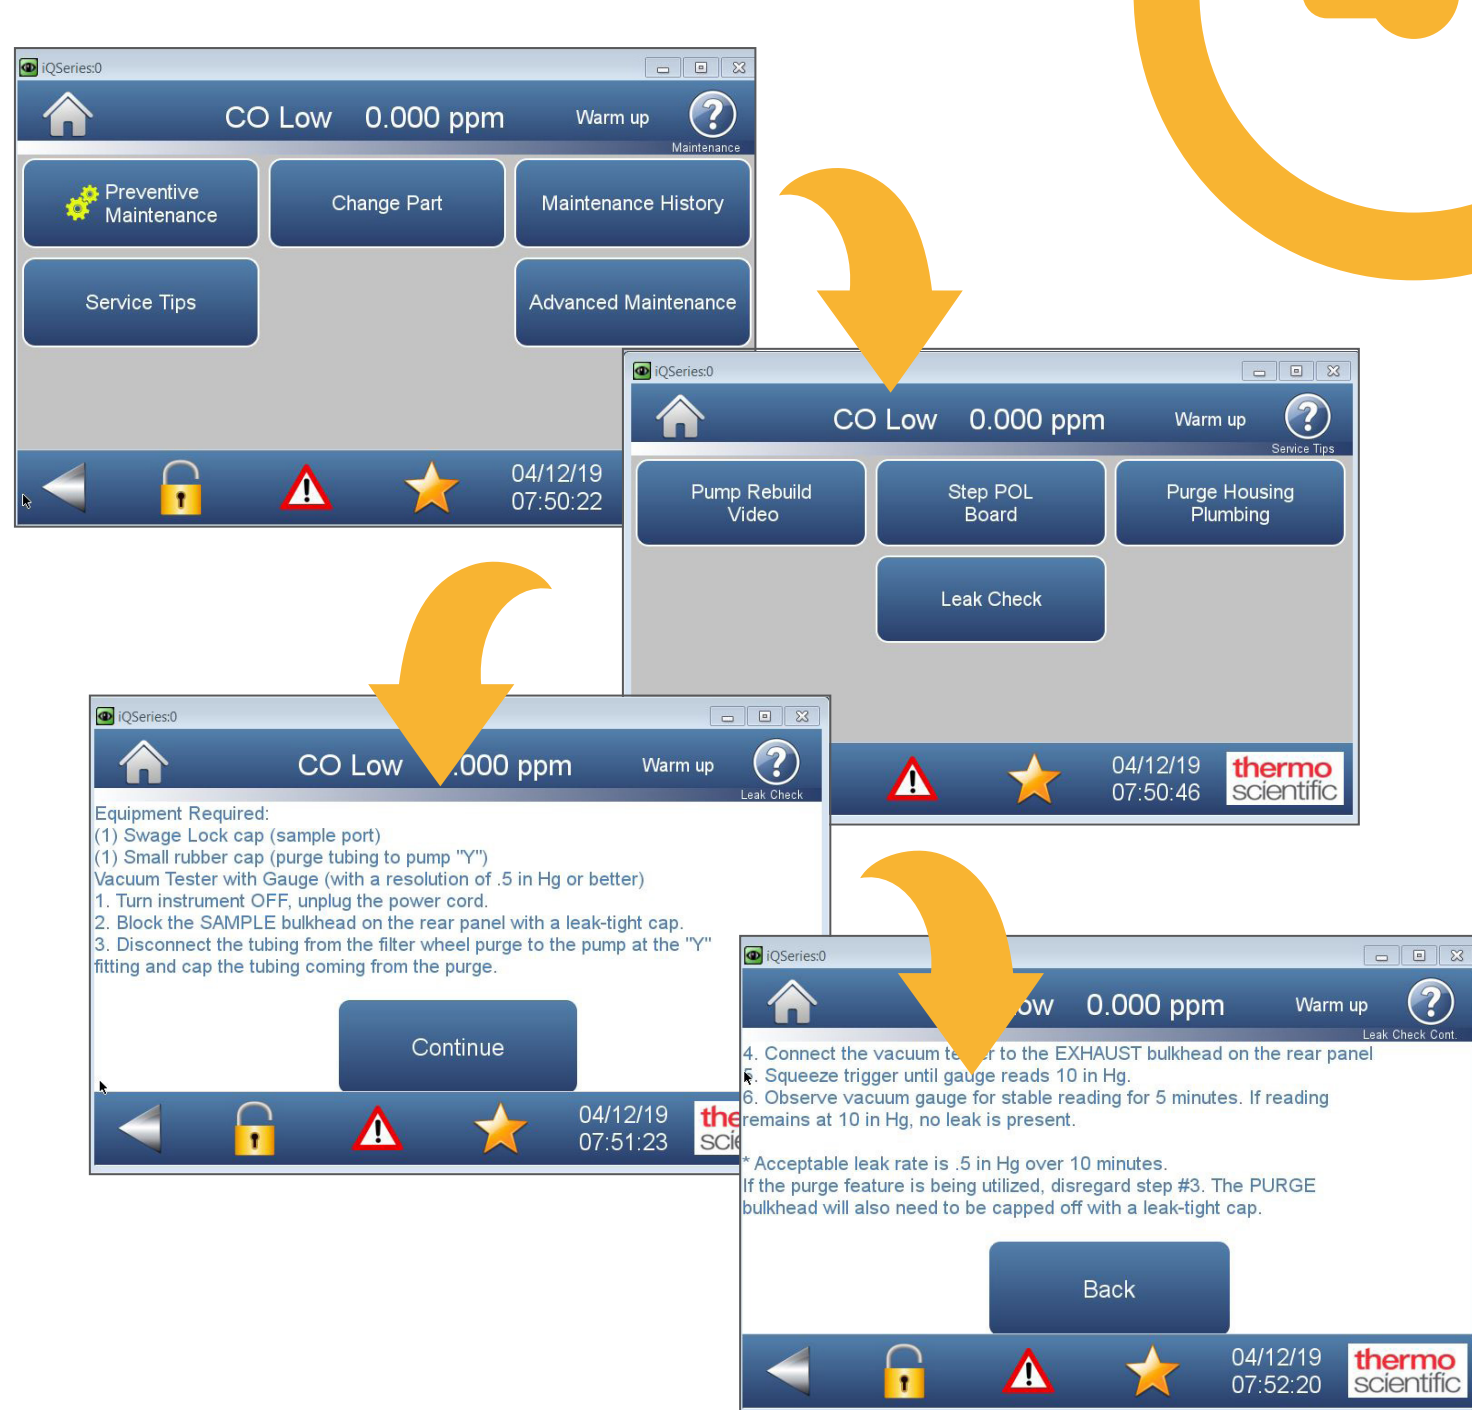 iQSeries:0
CO Low 0.000 ppm Warm up
Maintenance
Preventive
Maintenance
Change Part
Maintenance History
Service Tips
Advanced Maintenance
04/12/19
07:50:22
iQSeries:0
CO Low 0.000 ppm Warm up
Service Tips
Pump Rebuild
Video
Step POL
Board
Purge Housing
Plumbing
Leak Check
04/12/19
07:50:46
thermo
scientific
iQSeries:0
CO Low .000 ppm Warm up
Leak Check
Equipment Required:
(1) Swage Lock cap (sample port)
(1) Small rubber cap (purge tubing to pump "Y")
Vacuum Tester with Gauge (with a resolution of .5 in Hg or better)
1. Turn instrument OFF, unplug the power cord.
2. Block the SAMPLE bulkhead on the rear panel with a leak-tight cap.
3. Disconnect the tubing from the filter wheel purge to the pump at the "Y"
fitting and cap the tubing coming from the purge.
Continue
04/12/19
07:51:23
the
scie
iQSeries:0
ow 0.000 ppm Warm up
Leak Check Cont.
4. Connect the vacuum te r to the EXHAUST bulkhead on the rear panel
5. Squeeze trigger until gauge reads 10 in Hg.
6. Observe vacuum gauge for stable reading for 5 minutes. If reading
remains at 10 in Hg, no leak is present.
* Acceptable leak rate is .5 in Hg over 10 minutes.
If the purge feature is being utilized, disregard step #3. The PURGE
bulkhead will also need to be capped off with a leak-tight cap.
Back
04/12/19
07:52:20
thermo
scientific